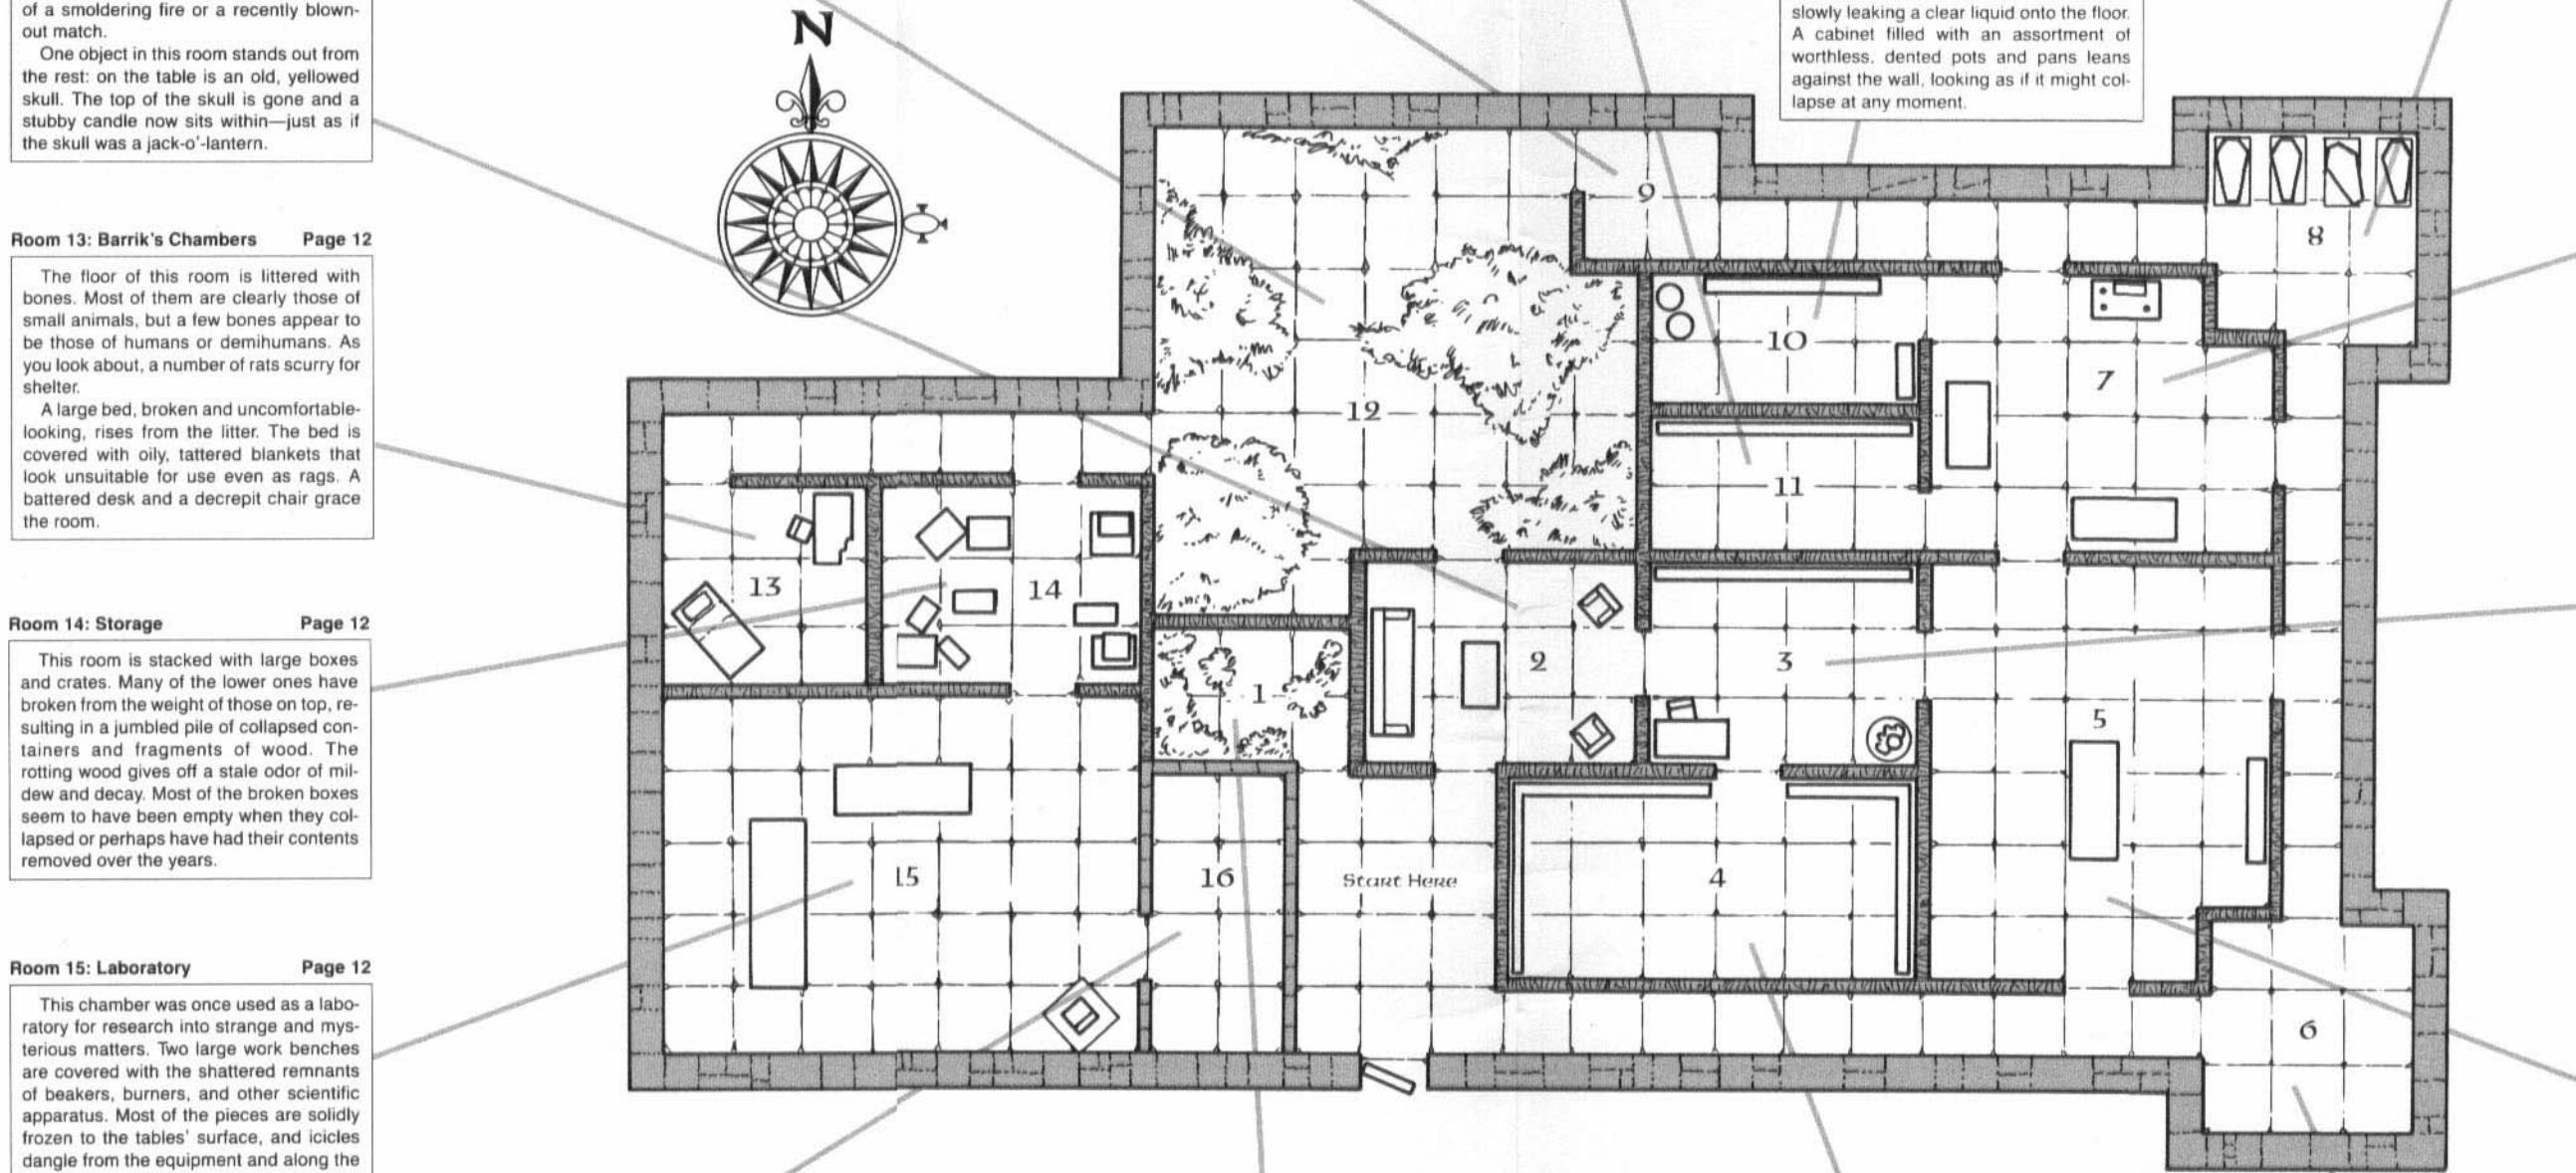 of a smoldering fire or a recently blown-
out match.
One object in this room stands out from
the rest: on the table is an old, yellowed
skull. The top of the skull is gone and a
stubby candle now sits within—just as if
the skull was a jack-o'-lantern.
Room 13: Barrik's Chambers Page 12
The floor of this room is littered with
bones. Most of them are clearly those of
small animals, but a few bones appear to
be those of humans or demihumans. As
you look about, a number of rats scurry for
shelter.
A large bed, broken and uncomfortable-
looking, rises from the litter. The bed is
covered with oily, tattered blankets that
look unsuitable for use even as rags. A
battered desk and a decrepit chair grace
the room.
Room 14: Storage Page 12
This room is stacked with large boxes
and crates. Many of the lower ones have
broken from the weight of those on top, re-
sulting in a jumbled pile of collapsed con-
tainers and fragments of wood. The
rotting wood gives off a stale odor of mil-
dew and decay. Most of the broken boxes
seem to have been empty when they col-
lapsed or perhaps have had their contents
removed over the years.
Room 15: Laboratory Page 12
This chamber was once used as a labo-
ratory for research into strange and mys-
terious matters. Two large work benches
are covered with the shattered remnants
of beakers, burners, and other scientific
apparatus. Most of the pieces are solidly
frozen to the tables' surface, and icicles
dangle from the equipment and along the
N
slowly leaking a clear liquid onto the floor.
A cabinet filled with an assortment of
worthless, dented pots and pans leans
against the wall, looking as if it might col-
lapse at any moment.
9
8
10
7
12
11
13
14
2
3
1
5
15
16
Start Here
4
6